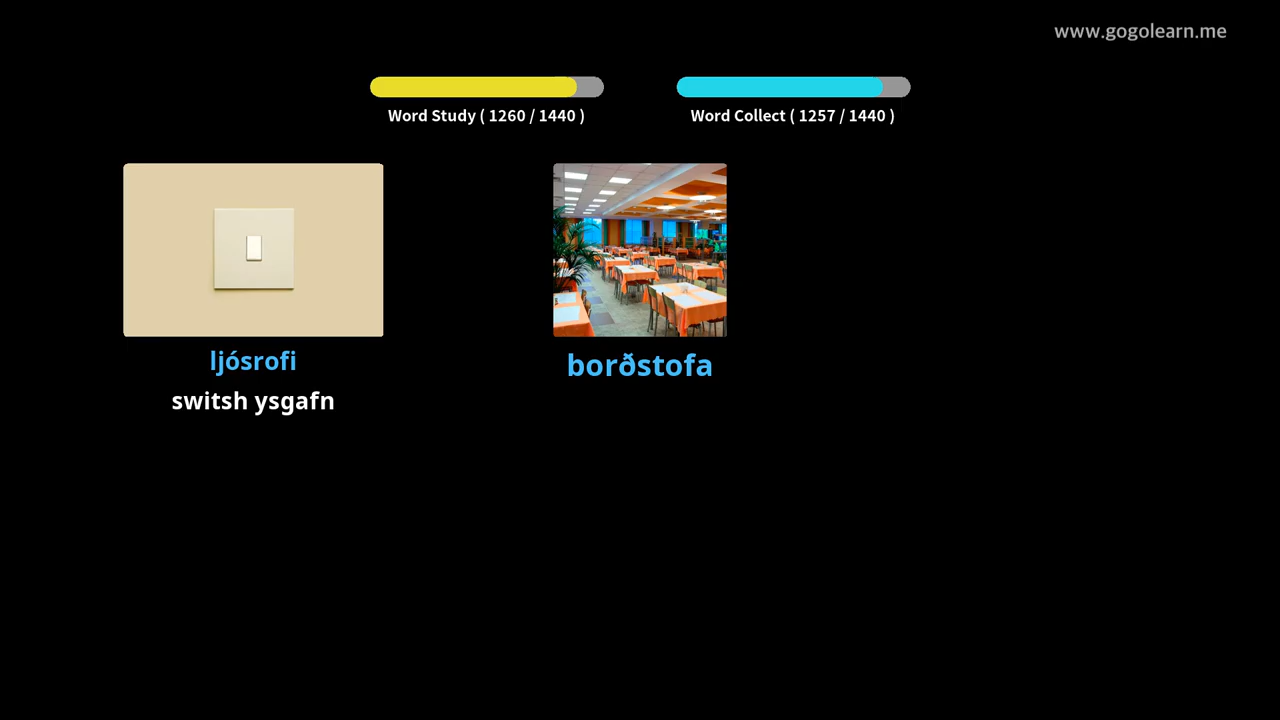 www.gogolearn.me
Word Study ( 1260 / 1440 )
Word Collect ( 1257 / 1440 )
ljósrofi
switsh ysgafn
borðstofa